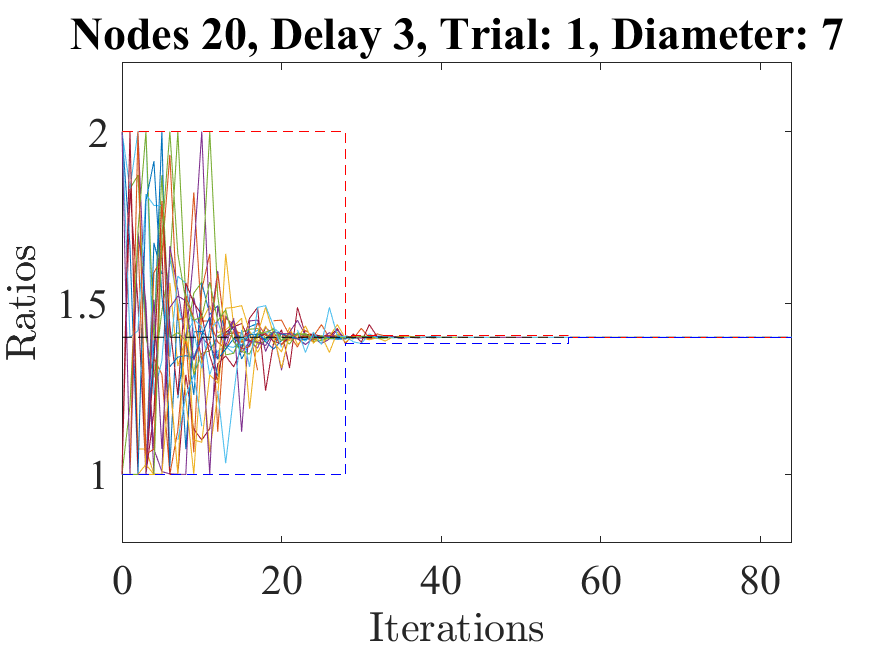 Nodes 20, Delay 3, Trial: 1, Diameter: 7
2
1.5
1
Ratios
0 20 40 60 80
Iterations